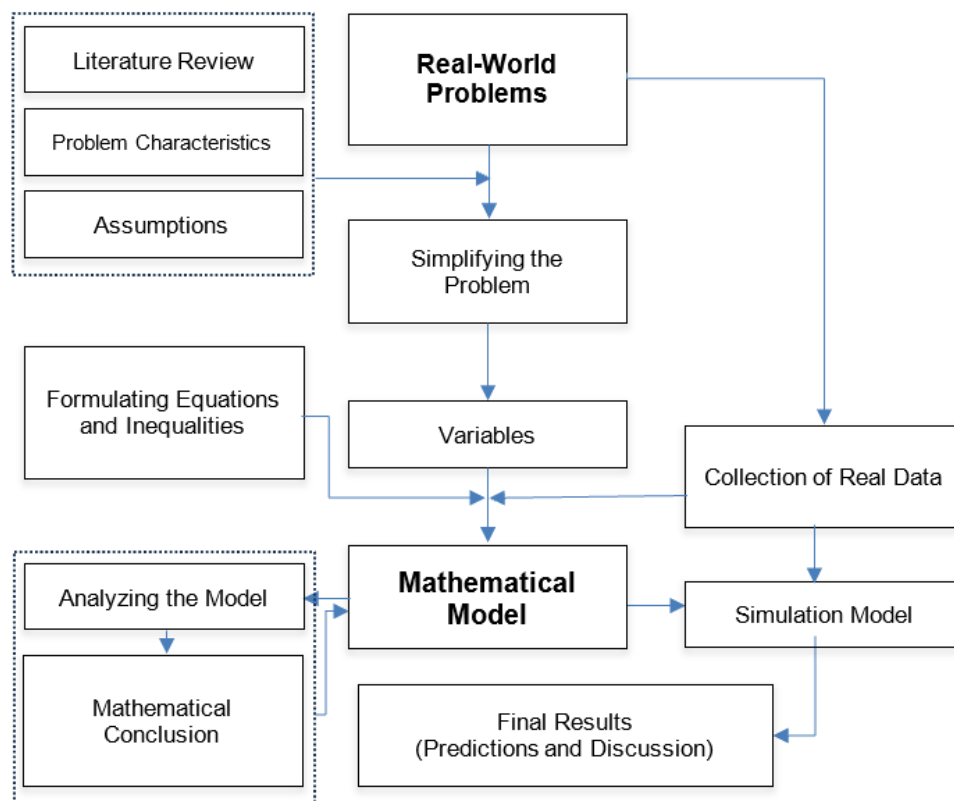 Literature Review
Problem Characteristics
Assumptions
Real-World
Problems
Simplifying the
Problem
Formulating Equations
and Inequalities
Variables
Collection of Real Data
Analyzing the Model
Mathematical
Conclusion
Mathematical
Model
Simulation Model
Final Results
(Predictions and Discussion)